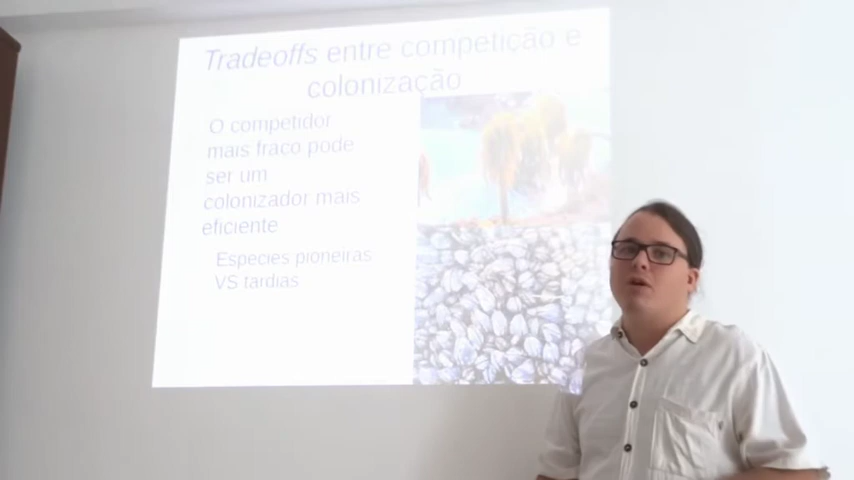 Tradeoffs entre competição e
colonização
O competidor
mais fraco pode
ser um
colonizador mais
eficiente
Espécies pioneiras
VS tardias